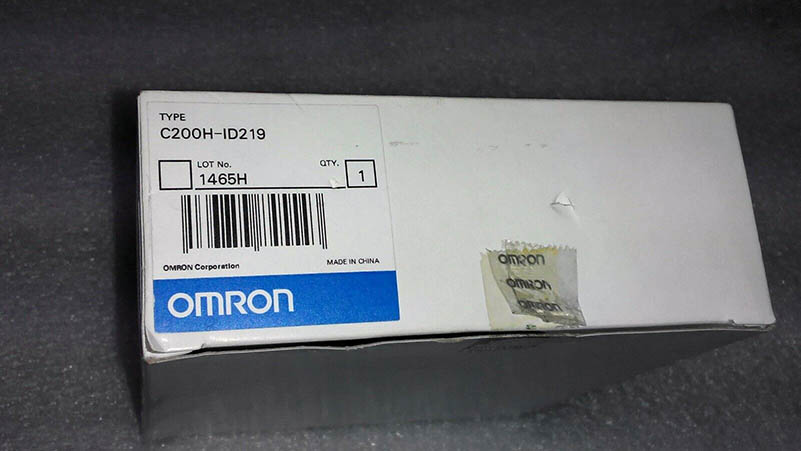 TYPE
C200H-ID219
LOT No.
QTY.
1465H
1
OMRON Corporation
MADE IN CHINA
OMRON
OMRON
OMRON
OMRON